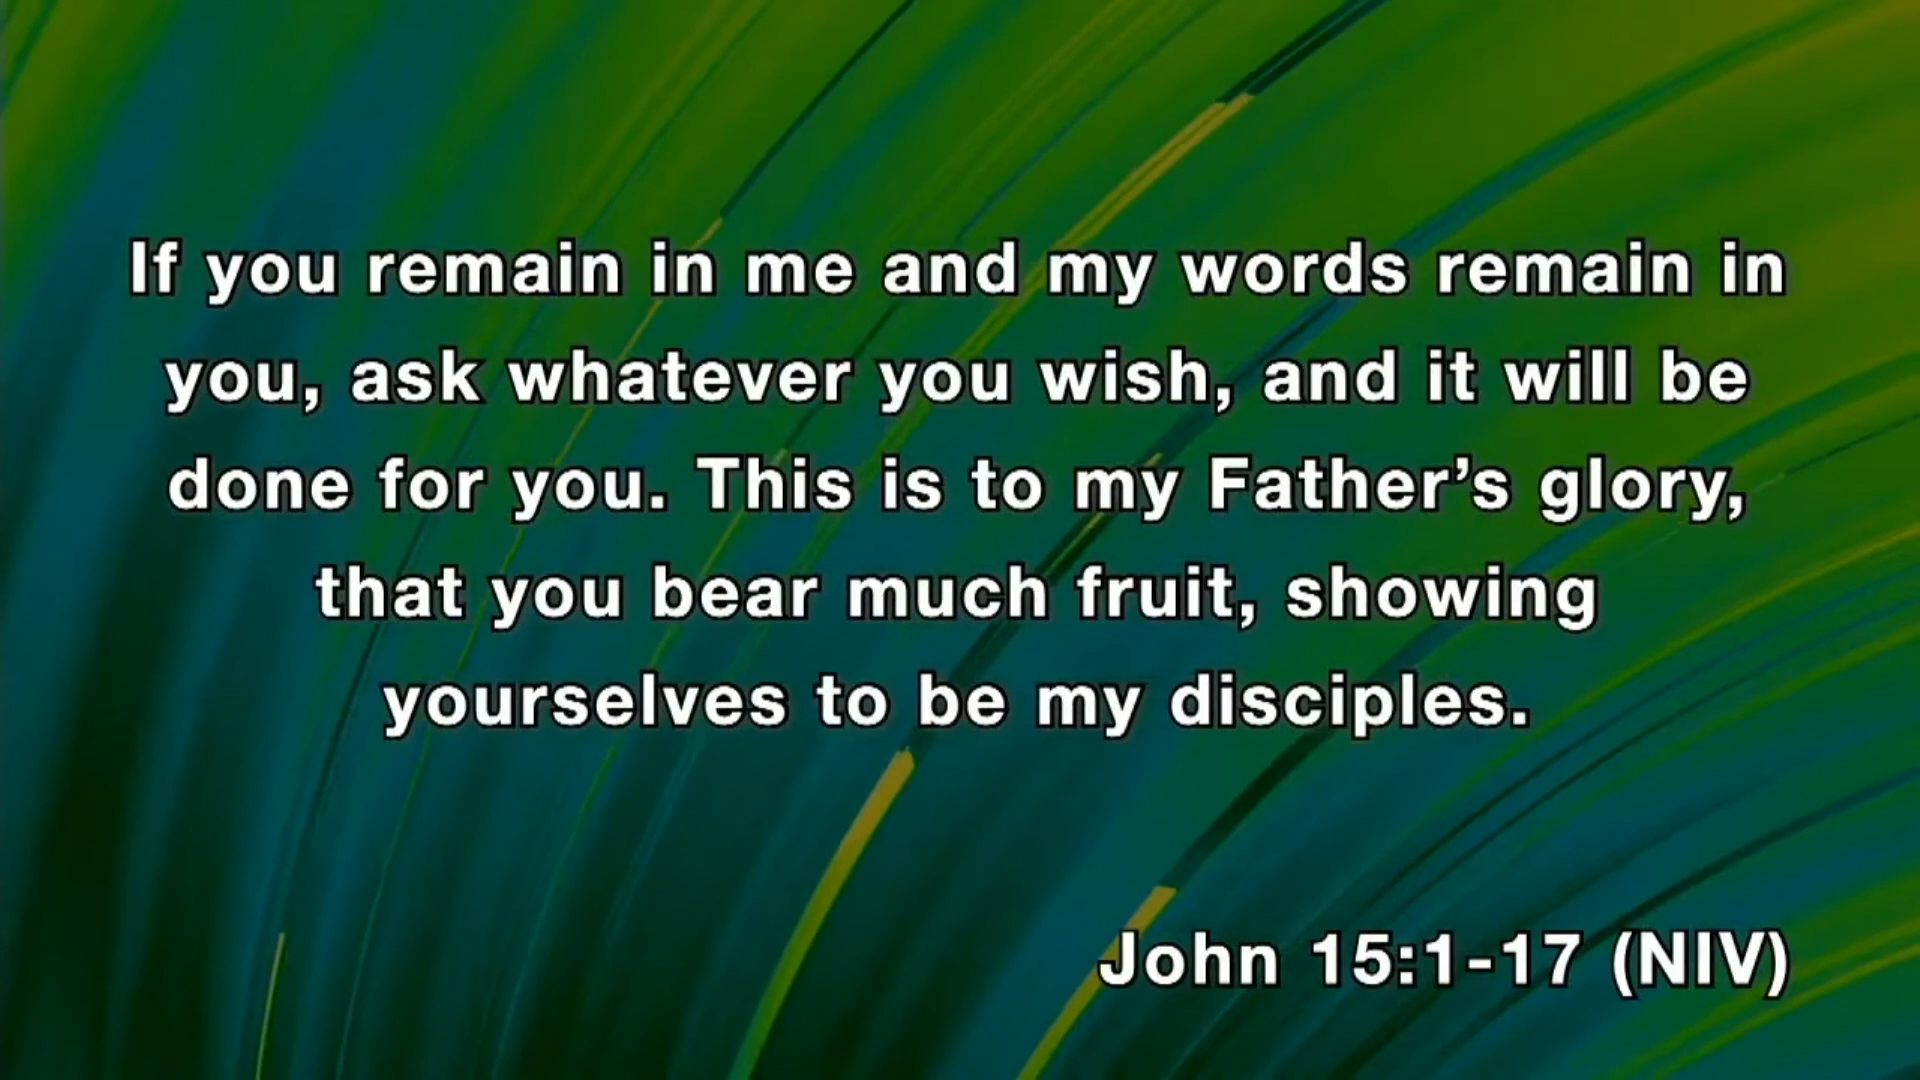 If you remain in me and my words remain in
you, ask whatever you wish, and it will be
done for you. This is to my Father’s glory,
that you bear much fruit, showing
yourselves to be my disciples.
John 15:1-17 (NIV)